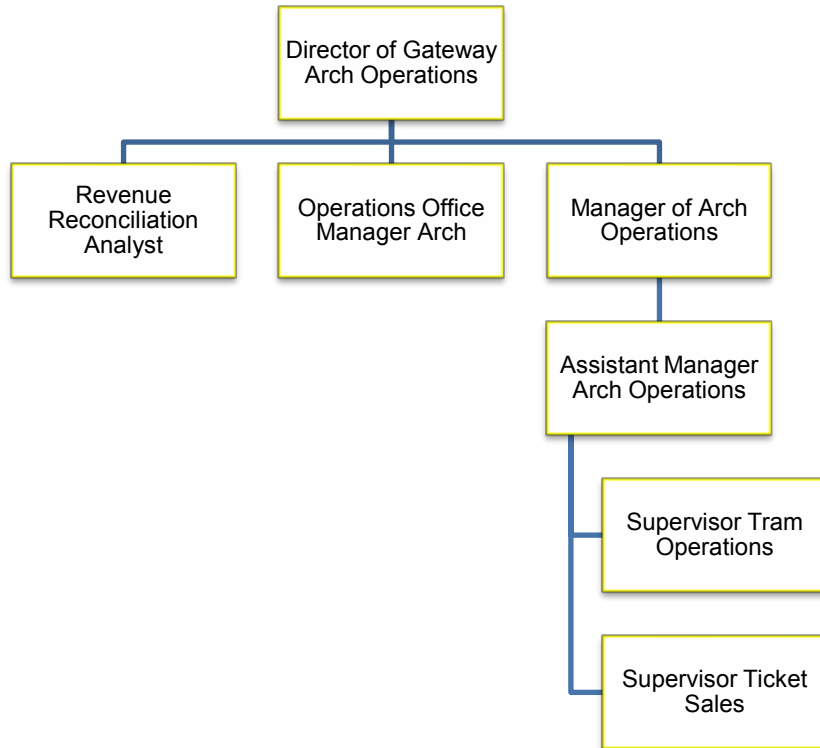 Director of Gateway
Arch Operations
Revenue
Reconciliation
Analyst
Operations Office
Manager Arch
Manager of Arch
Operations
Assistant Manager
Arch Operations
Supervisor Tram
Operations
Supervisor Ticket
Sales